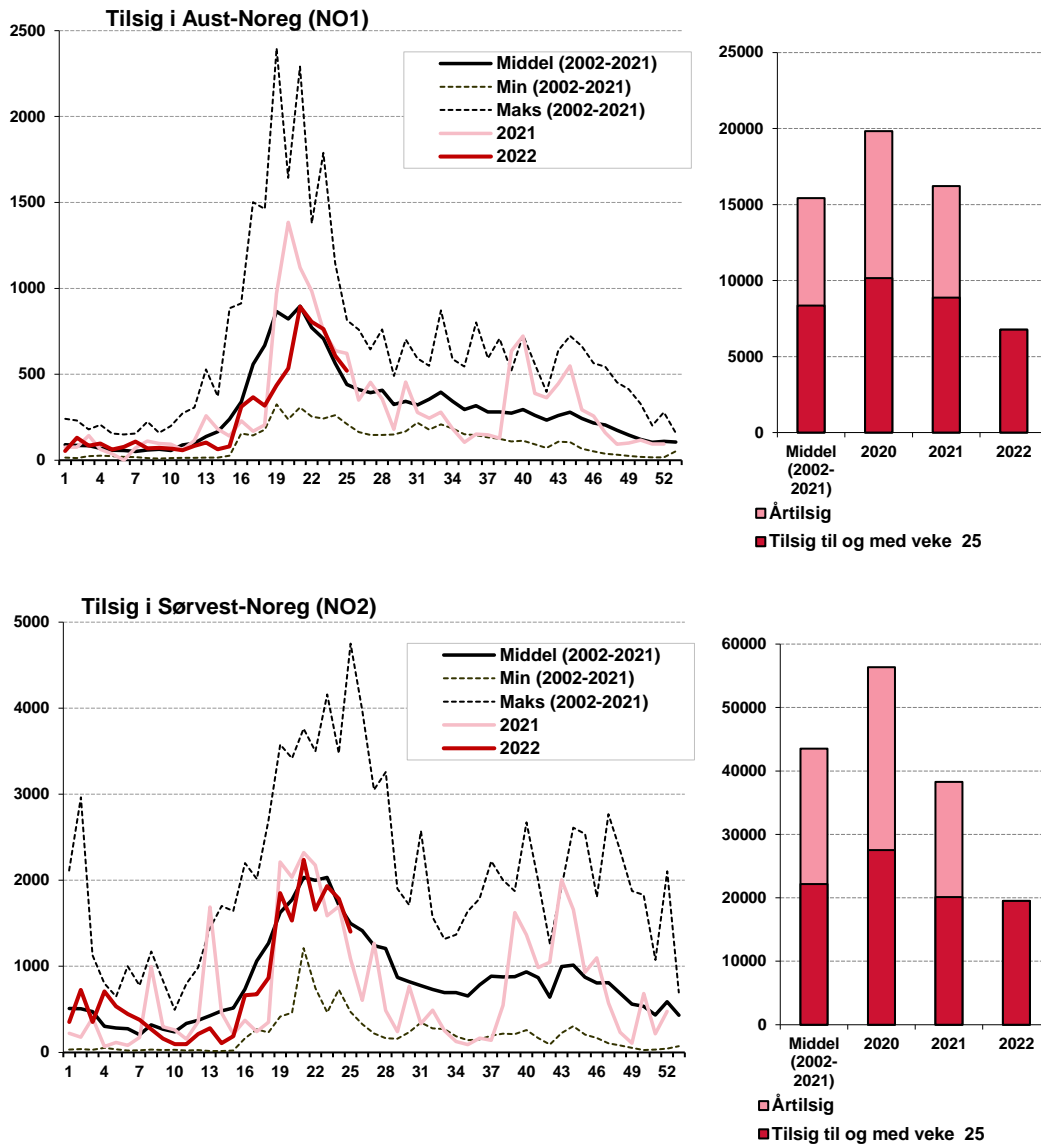 Tilsig i Aust-Noreg (NO1)
2500
2000
1500
1000
500
0
Middel (2002-2021)
Min (2002-2021)
Maks (2002-2021)
2021
2022
1 4 7 10 13 16 19 22 25 28 31 34 37 40 43 46 49 52
25000
20000
15000
10000
5000
0
Middel 2020 2021 2022
(2002-
2021)
Årtilsig
Tilsig til og med veke 25
Tilsig i Sørvest-Noreg (NO2)
5000
4000
3000
2000
1000
0
Middel (2002-2021)
Min (2002-2021)
Maks (2002-2021)
2021
2022
1 4 7 10 13 16 19 22 25 28 31 34 37 40 43 46 49 52
60000
50000
40000
30000
20000
10000
0
Middel 2020 2021 2022
(2002-
2021)
Årtilsig
Tilsig til og med veke 25